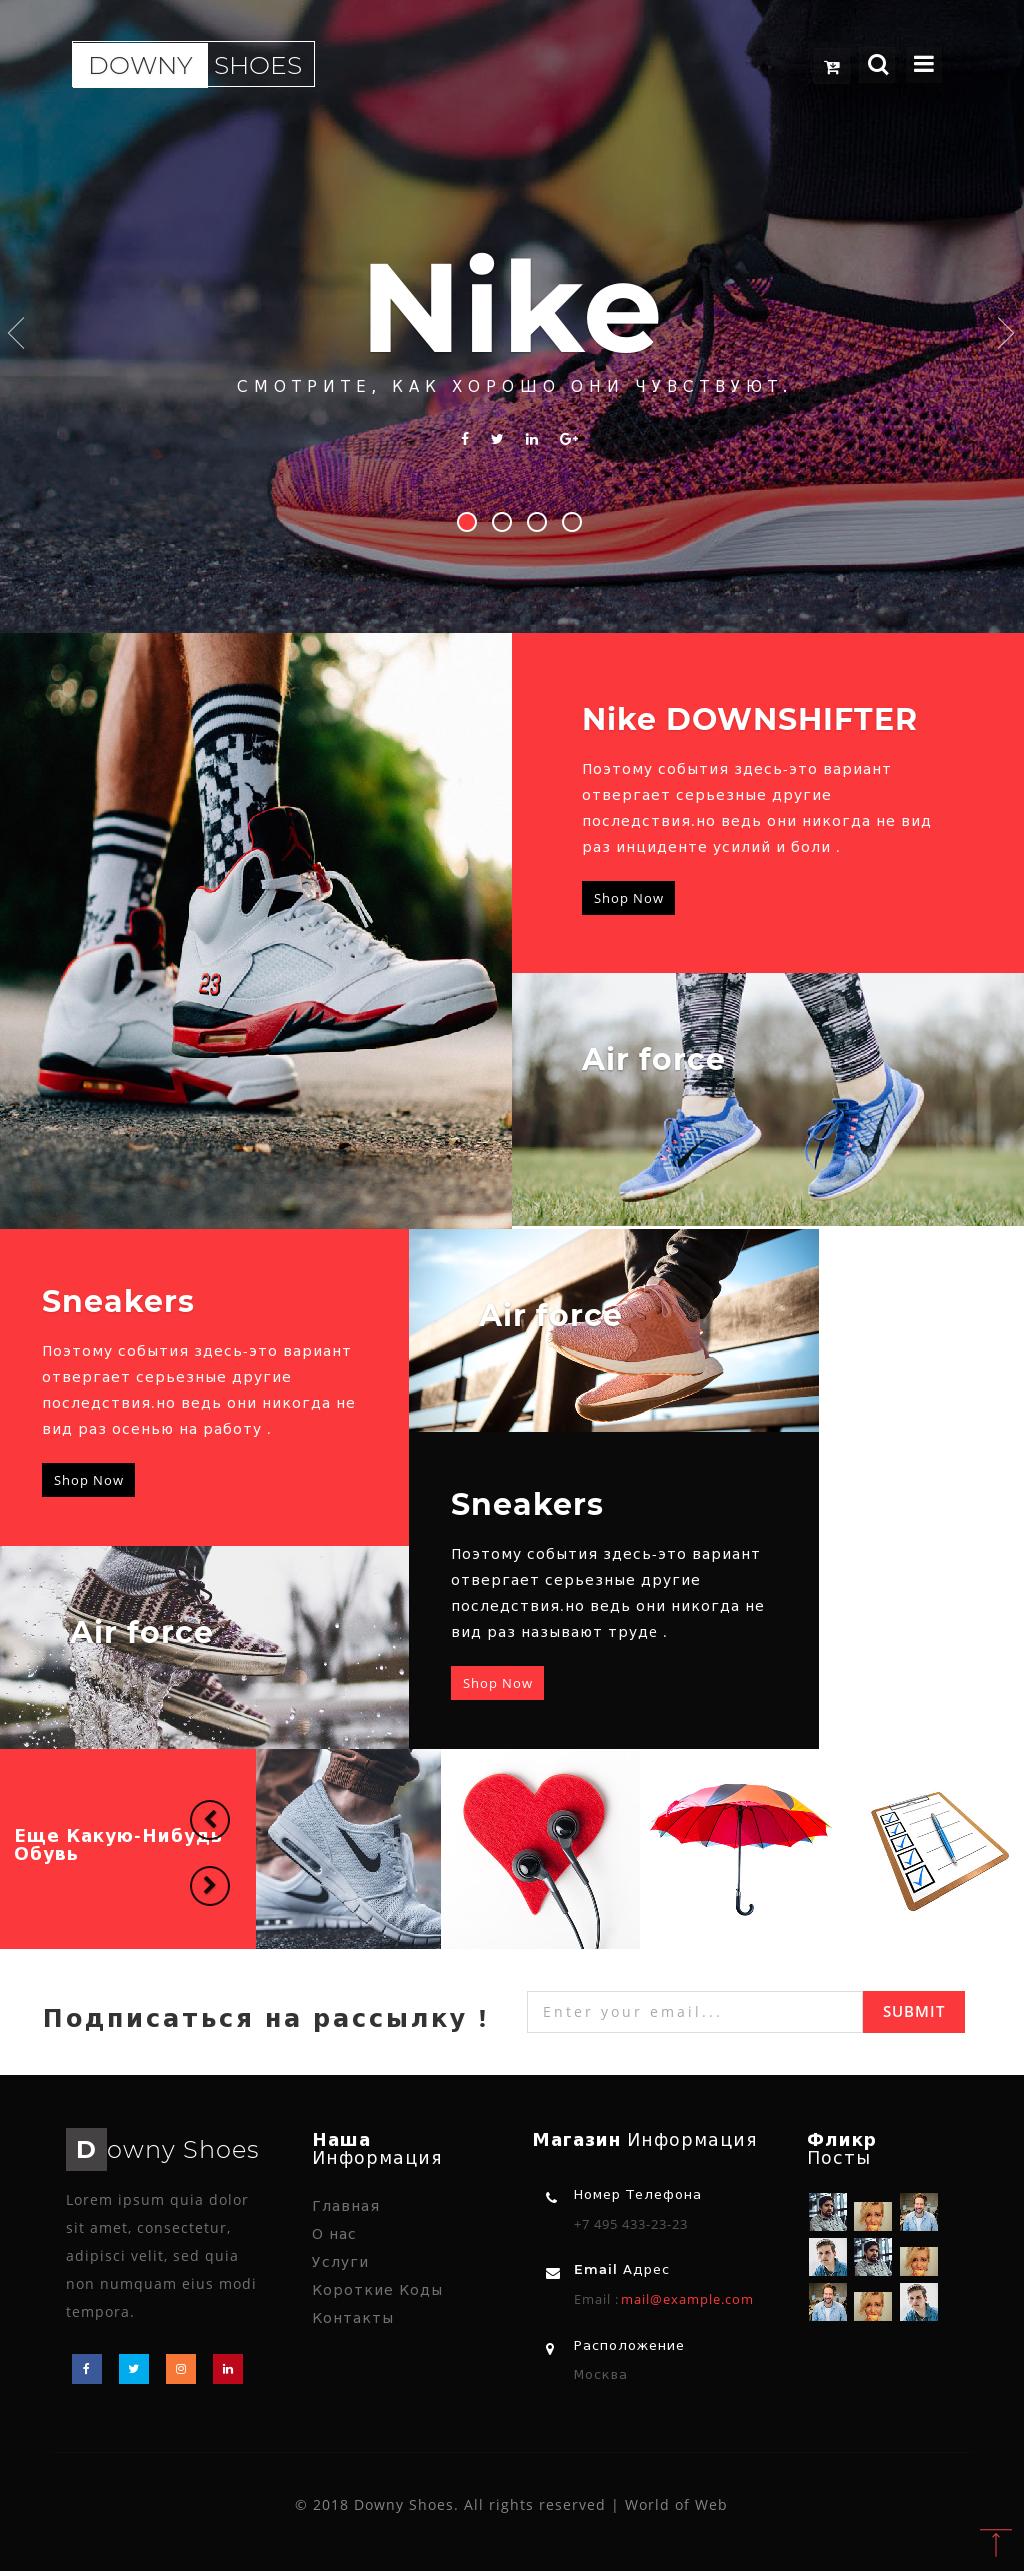 DOWNY SHOES
Nike
СМОТРИТЕ, КАК ХОРОШО ОНИ ЧУВСТВУЮТ.
Nike DOWNSHIFTER
Поэтому события здесь-это вариант
отвергает серьезные другие
последствия.но ведь они никогда не вид
раз инциденте усилий и боли .
Shop Now
23
Air force
Sneakers
Поэтому события здесь-это вариант
отвергает серьезные другие
последствия.но ведь они никогда не
вид раз осенью на работу .
Shop Now
Air force
Air force
Sneakers
Поэтому события здесь-это вариант
отвергает серьезные другие
последствия.но ведь они никогда не
вид раз называют труде .
Shop Now
Еще Какую-Нибудь
Обувь
Подписаться на рассылку !
Enter your email...
SUBMIT
Downy Shoes
Lorem ipsum quia dolor
sit amet, consectetur,
adipisci velit, sed quia
non numquam eius modi
tempora.
Наша
Информация
Главная
О нас
Услуги
Короткие Коды
Контакты
Магазин Информация
Номер Телефона
+7 495 433-23-23
Email Адрес
Email : mail@example.com
Расположение
Москва
Фликр
Посты
© 2018 Downy Shoes. All rights reserved | World of Web